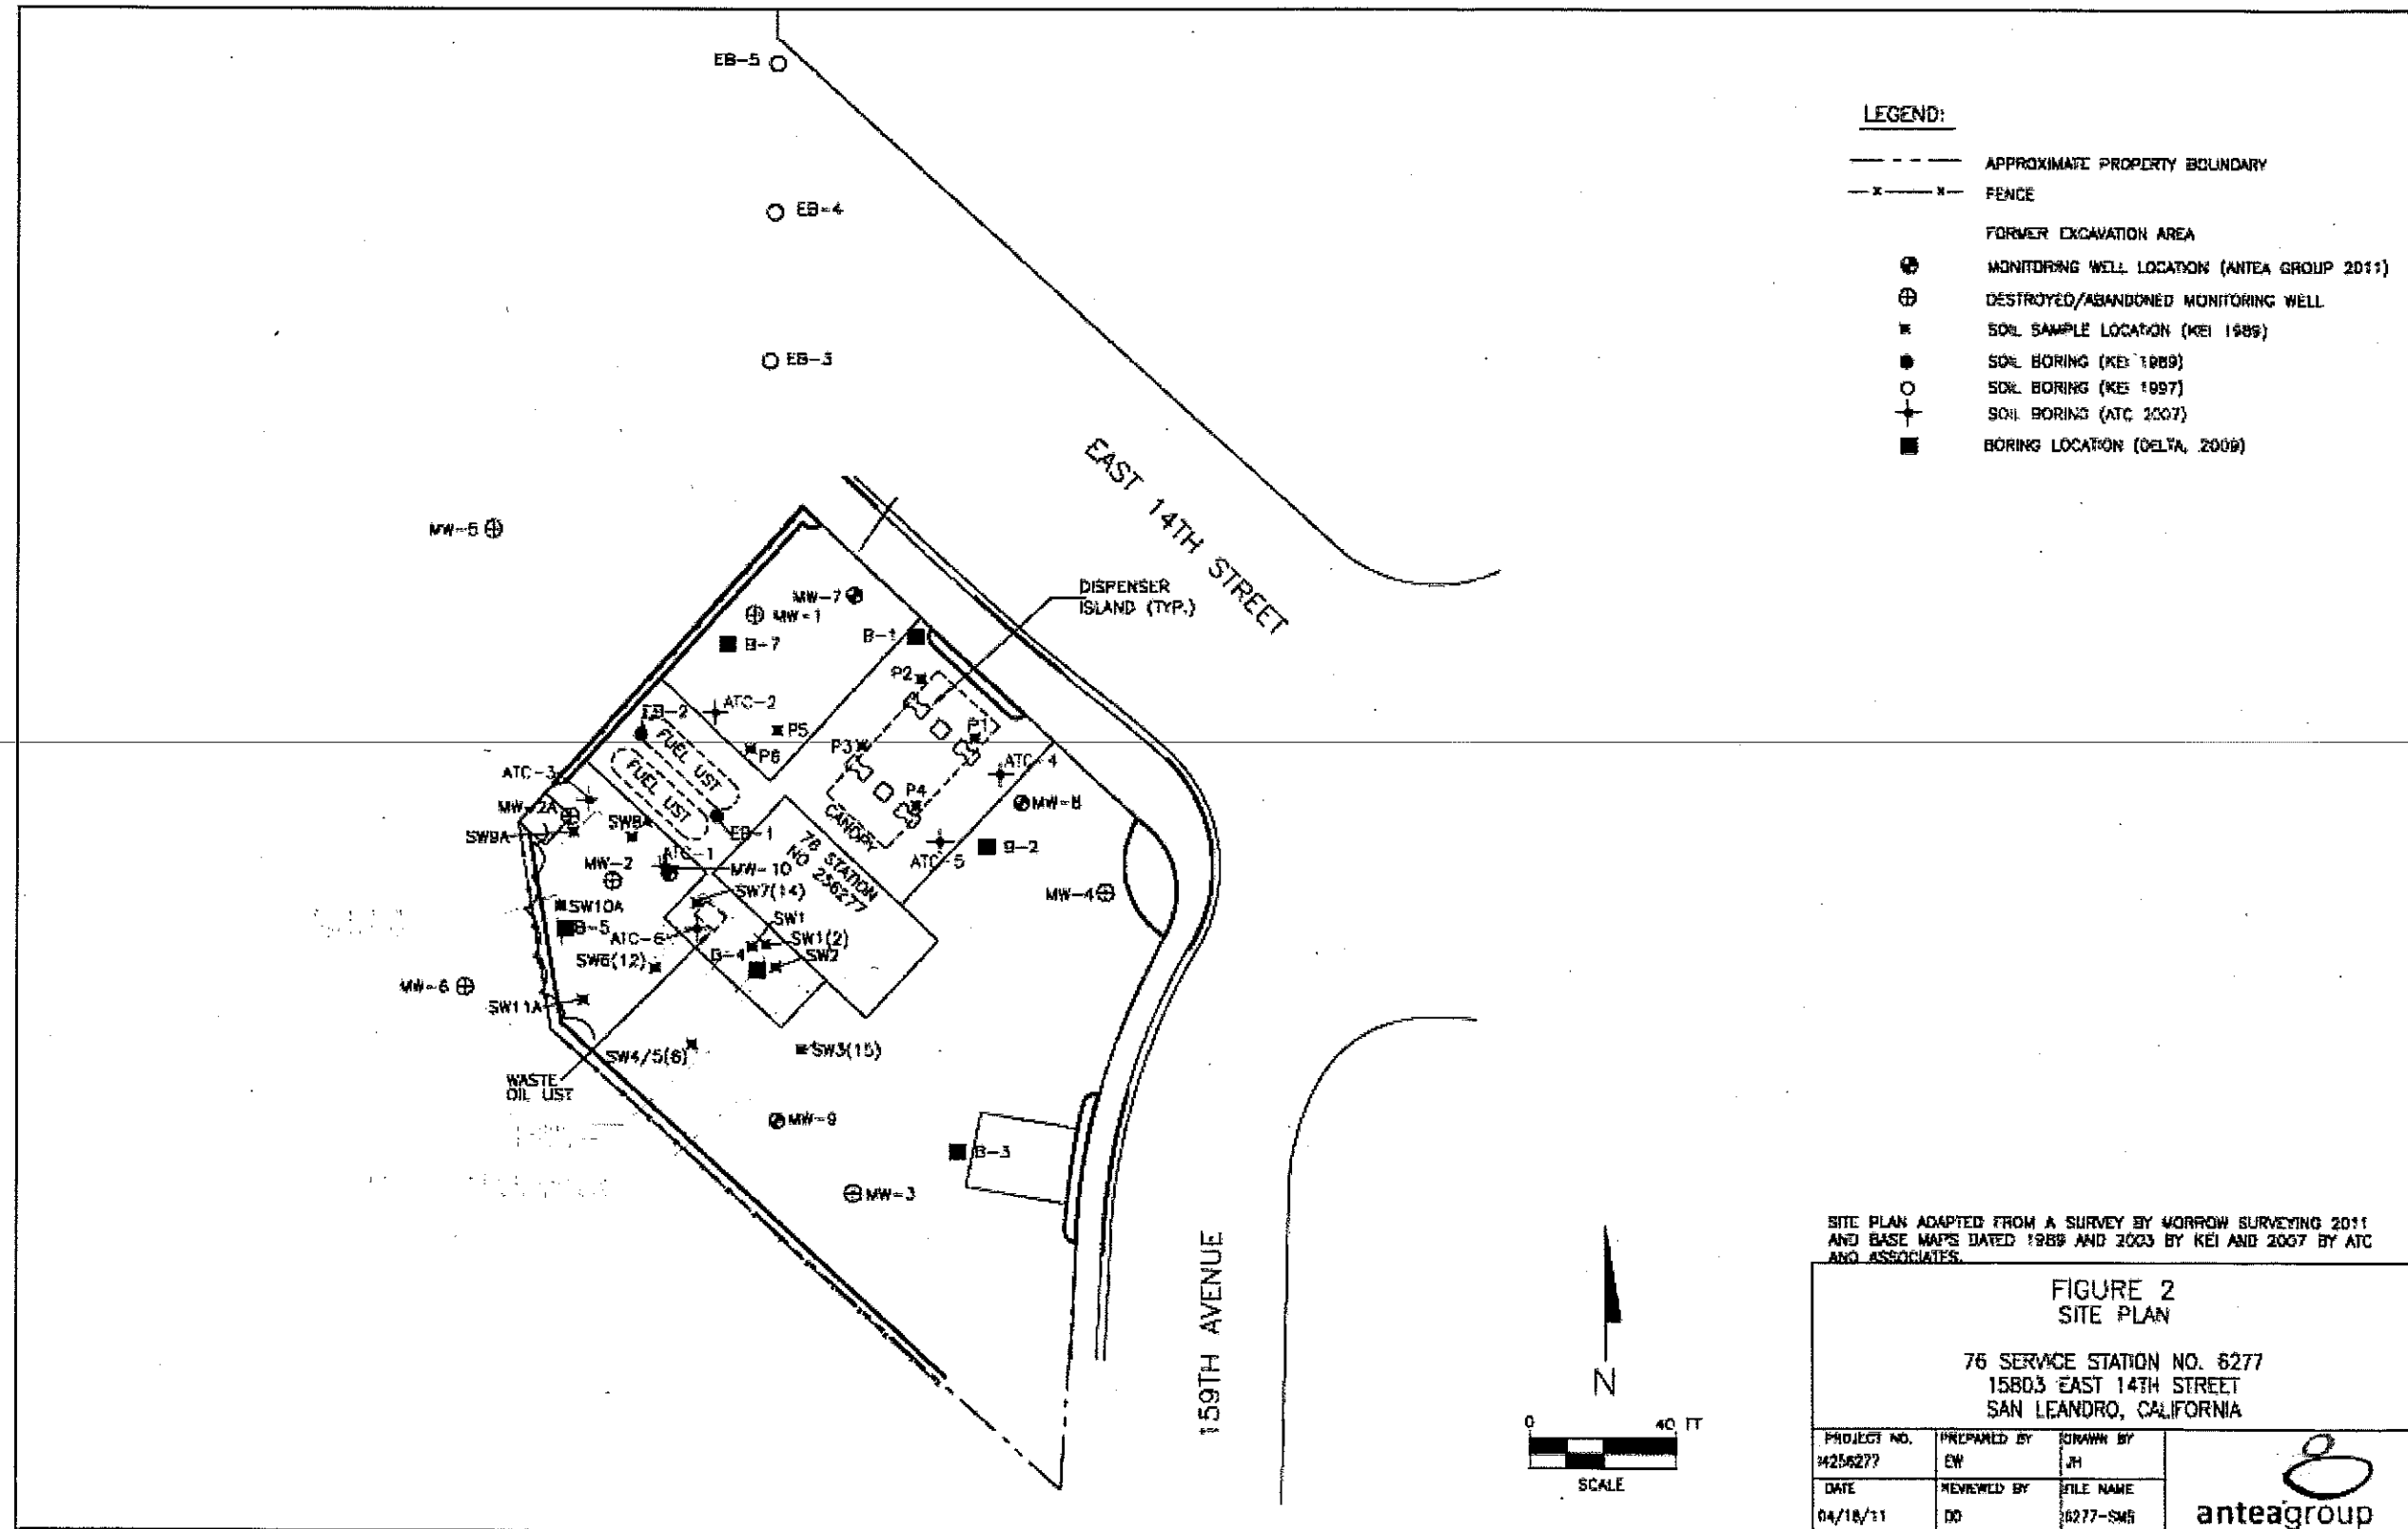 EB-5
EB-4
EB-3
LEGEND:
APPROXIMATE PROPERTY BOUNDARY
FENCE
FORMER EXCAVATION AREA
MONITORING WELL LOCATION (ANTEA GROUP 2011)
DESTROYED/ABANDONED MONITORING WELL
SOIL SAMPLE LOCATION (KEI 1989)
SOIL BORING (KEI 1989)
SOIL BORING (KEI 1997)
SOIL BORING (ATC 2007)
BORING LOCATION (DELTA, 2009)
EAST 14TH STREET
MW-5
DISPENSER
ISLAND (TYP.)
MW-7
MW-1
B-7
B-1
P2
ATC-2
EB-2
P5
P6
P3
P1
FUEL UST
FUEL UST
ATC-3
ATC-4
MW-2A
P4
MW-8
SW9A
SW8A
EB-1
CANOPY
76 STATION
NO 256277
ATC-5
B-2
ATC-1
MW-2
MW-10
SW7(14)
MW-4
SW10A
B-5
SW1
ATC-6
SW1(2)
B-4
SW2
SW6(12)
MW-6
SW11A
SW4/5(6)
SW3(15)
WASTE
OIL UST
MW-9
B-3
MW-3
159TH AVENUE
N
0
40 FT
SCALE
SITE PLAN ADAPTED FROM A SURVEY BY MORROW SURVEYING 2011
AND BASE MAPS DATED 1989 AND 2003 BY KEI AND 2007 BY ATC
AND ASSOCIATES.
FIGURE 2
SITE PLAN
76 SERVICE STATION NO. 6277
15803 EAST 14TH STREET
SAN LEANDRO, CALIFORNIA
PROJECT NO.
PREPARED BY
DRAWN BY
EW
JH
DATE
REVIEWED BY
FILE NAME
04/18/11
DD
anteagroup